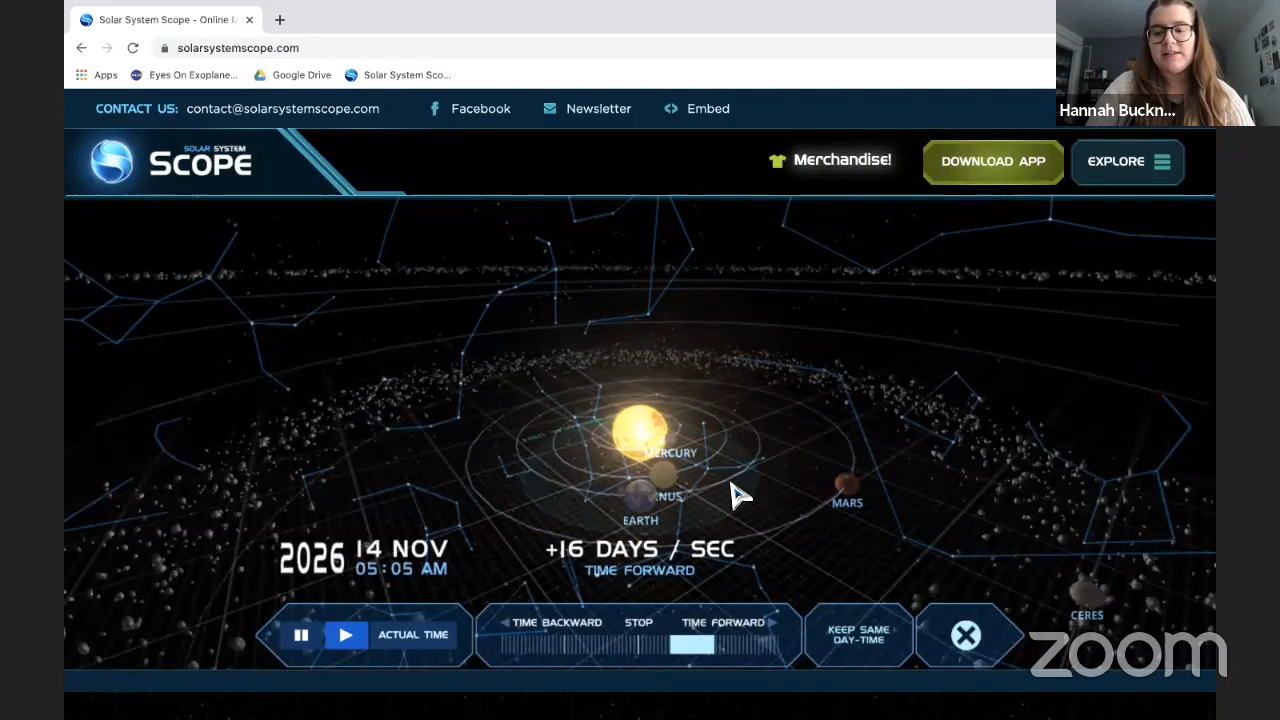 Solar System Scope - Online
solarsystemscope.com
Apps
Eyes On Exoplane...
Google Drive
Solar System Sco...
Hannah Buckn...
CONTACT US: contact@solarsystemscope.com
Facebook
Newsletter
Embed
SOLAR SYSTEM
SCOPE
Merchandise!
DOWNLOAD APP
EXPLORE
MERCURY
NUS
EARTH
MARS
CERES
2026 14 NOV
05:05 AM
+16 DAYS / SEC
TIME FORWARD
ACTUAL TIME
TIME BACKWARD
STOP
TIME FORWARD
KEEP SAME
DAY-TIME
zoom